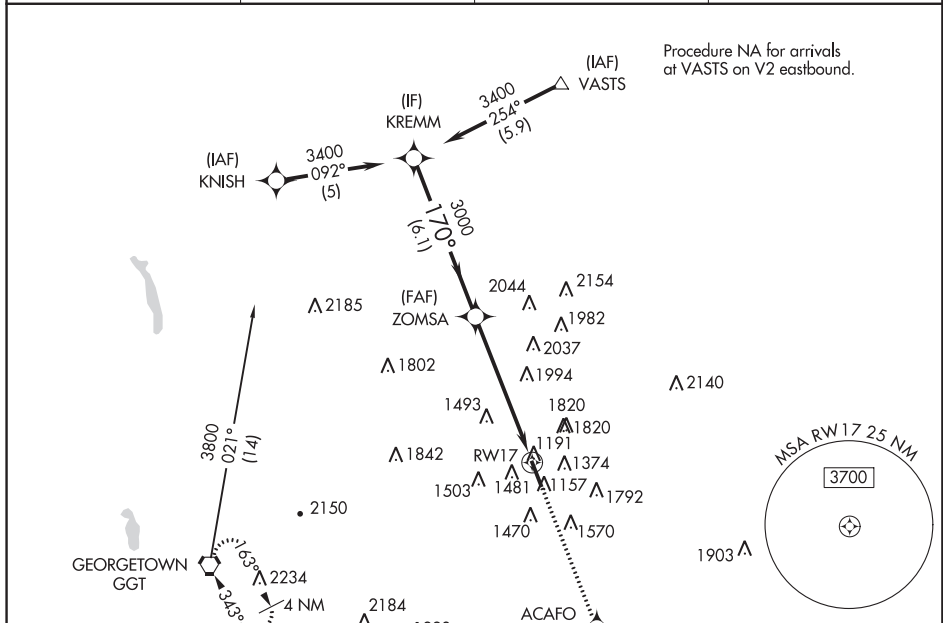 Procedure NA for arrivals
at VASTS on V2 eastbound.
(IAF)
VASTS
3400
254°
(5.9)
(IF)
KREMM
(IAF)
KNISH
3400
092°
(5)
3000
170°
(6.1)
2044
2154
(FAF)
ZOMSA
2185
1982
2037
1802
1994
2140
1493
1820
1820
1191
RW17
1842
1374
1503
1481
1157
1792
1470
1570
2150
3800
021°
(14)
MSA RW17 25 NM
3700
1903
GEORGETOWN
GGT
163°
2234
343°
4 NM
2184
ACAFO